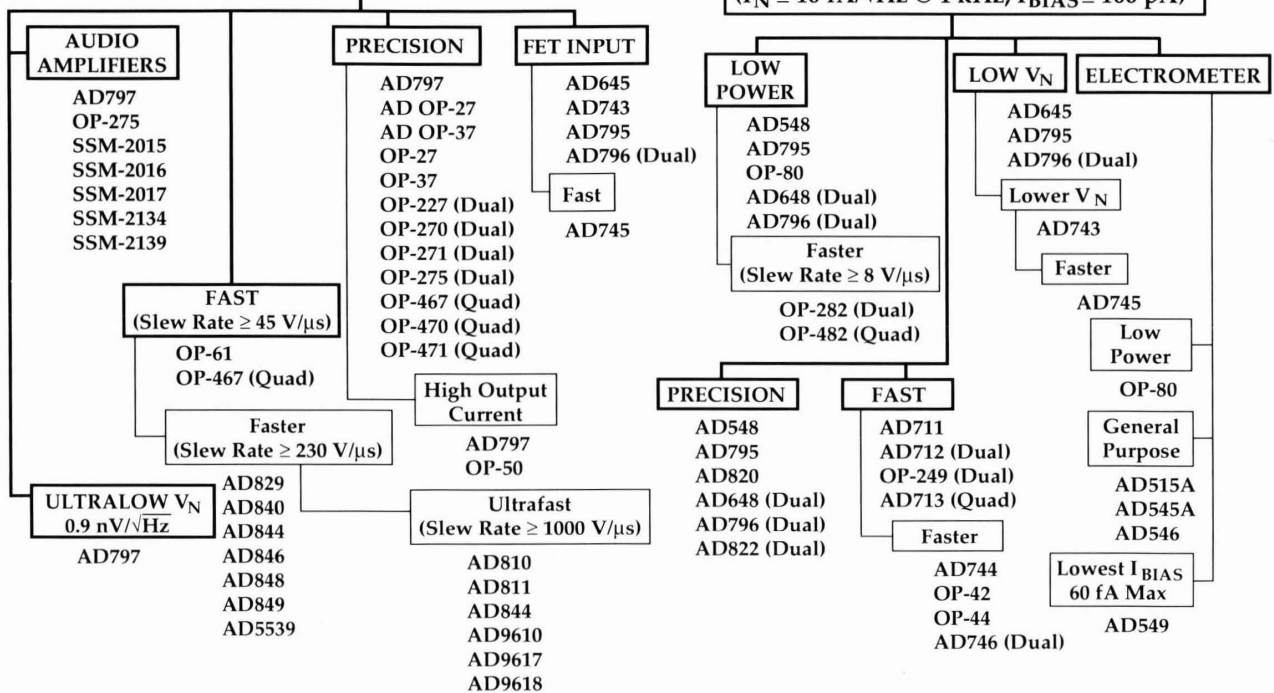 (I_N ≤ 10 fA/√Hz @ 1 kHz, I_BIAS ≤ 100 pA)
AUDIO
AMPLIFIERS
AD797
OP-275
SSM-2015
SSM-2016
SSM-2017
SSM-2134
SSM-2139
FAST
(Slew Rate ≥ 45 V/µs)
OP-61
OP-467 (Quad)
Faster
(Slew Rate ≥ 230 V/µs)
AD829
AD840
AD844
AD846
AD848
AD849
AD5539
Ultrafast
(Slew Rate ≥ 1000 V/µs)
AD810
AD811
AD844
AD9610
AD9617
AD9618
ULTRALOW V_N
0.9 nV/√Hz
AD797
PRECISION
AD797
AD OP-27
AD OP-37
OP-27
OP-37
OP-227 (Dual)
OP-270 (Dual)
OP-271 (Dual)
OP-275 (Dual)
OP-467 (Quad)
OP-470 (Quad)
OP-471 (Quad)
High Output
Current
AD797
OP-50
FET INPUT
AD645
AD743
AD795
AD796 (Dual)
Fast
AD745
LOW
POWER
AD548
AD795
OP-80
AD648 (Dual)
AD796 (Dual)
Faster
(Slew Rate ≥ 8 V/µs)
OP-282 (Dual)
OP-482 (Quad)
PRECISION
AD548
AD795
AD820
AD648 (Dual)
AD796 (Dual)
AD822 (Dual)
FAST
AD711
AD712 (Dual)
OP-249 (Dual)
AD713 (Quad)
Faster
AD744
OP-42
OP-44
AD746 (Dual)
LOW V_N
AD645
AD795
AD796 (Dual)
Lower V_N
AD743
Faster
AD745
ELECTROMETER
Low
Power
OP-80
General
Purpose
AD515A
AD545A
AD546
Lowest I_BIAS
60 fA Max
AD549